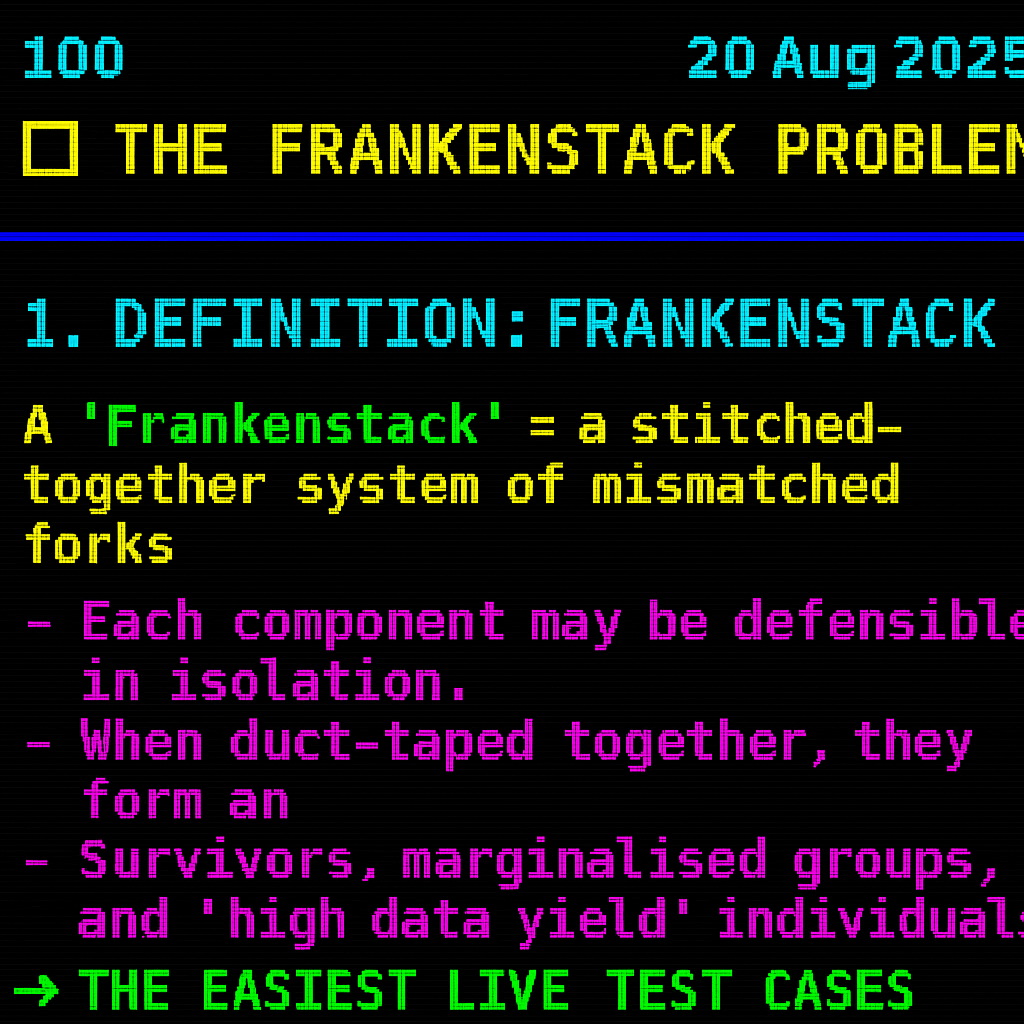 100 20 Aug 2025
THE FRANKENSTACK PROBLEM
1. DEFINITION: FRANKENSTACK
A 'Frankenstack' = a stitched-
together system of mismatched
forks
- Each component may be defensible
in isolation.
- When duct-taped together, they
form an
- Survivors, marginalised groups,
and 'high data yield' individuals
→ THE EASIEST LIVE TEST CASES